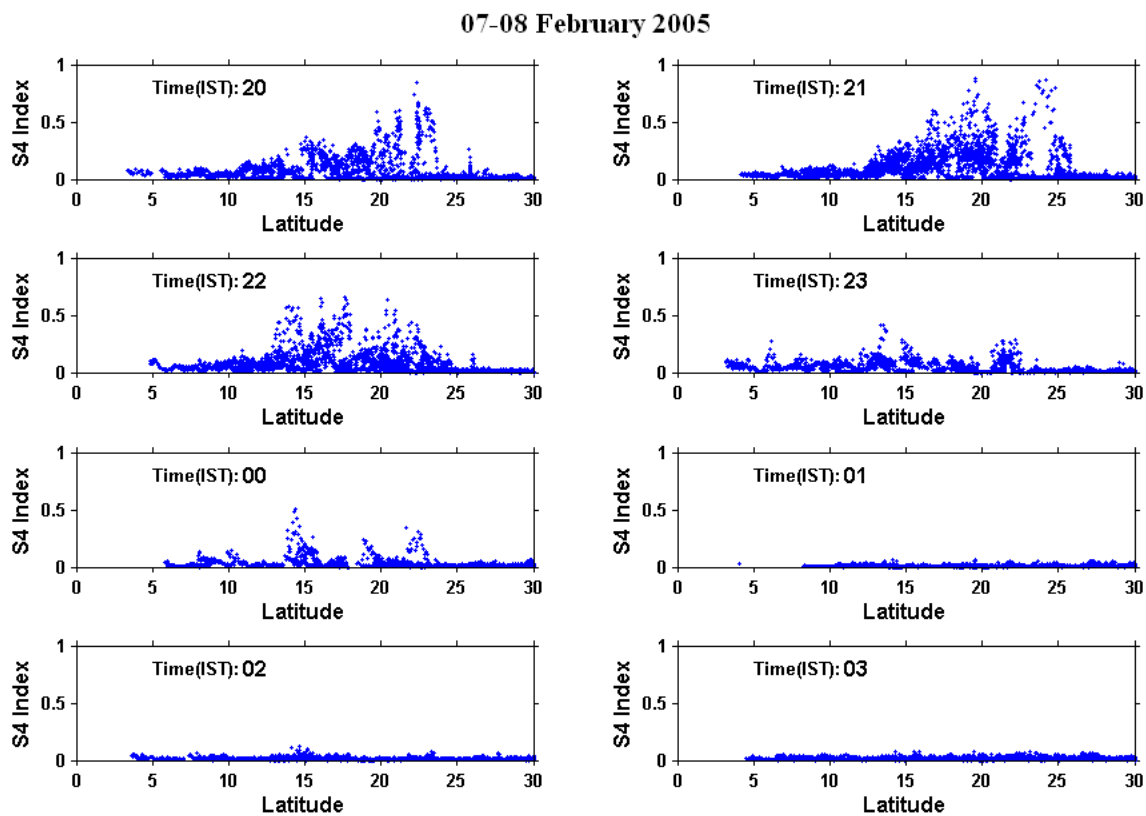 07-08 February 2005
1
0.5
0
S4 Index
Time(IST): 20
0 5 10 15 20 25 30
Latitude
1
0.5
0
S4 Index
Time(IST): 21
0 5 10 15 20 25 30
Latitude
1
0.5
0
S4 Index
Time(IST): 22
0 5 10 15 20 25 30
Latitude
1
0.5
0
S4 Index
Time(IST): 23
0 5 10 15 20 25 30
Latitude
1
0.5
0
S4 Index
Time(IST): 00
0 5 10 15 20 25 30
Latitude
1
0.5
0
S4 Index
Time(IST): 01
0 5 10 15 20 25 30
Latitude
1
0.5
0
S4 Index
Time(IST): 02
0 5 10 15 20 25 30
Latitude
1
0.5
0
S4 Index
Time(IST): 03
0 5 10 15 20 25 30
Latitude